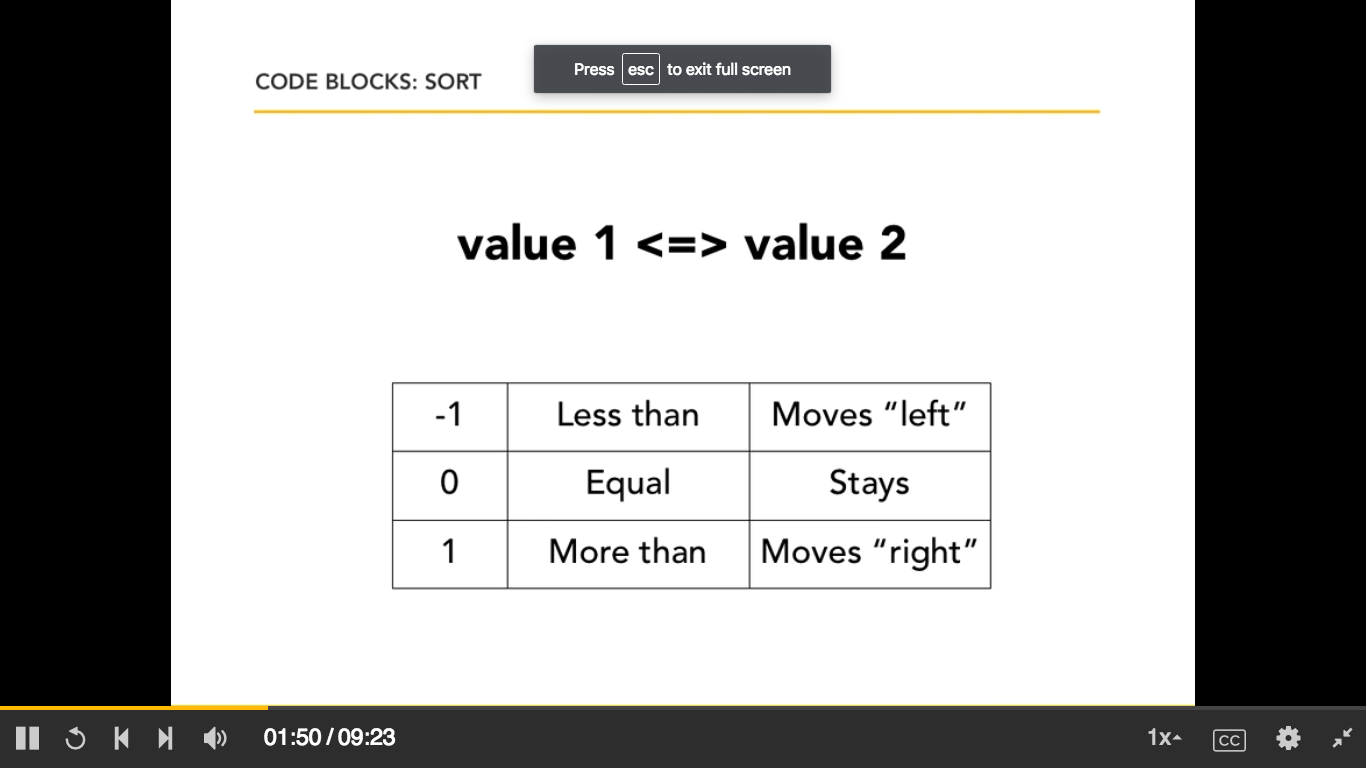 Press esc to exit full screen
CODE BLOCKS: SORT
value 1 <=> value 2
-1 Less than Moves “left”
0 Equal Stays
1 More than Moves “right”
01:50 / 09:23 1x CC